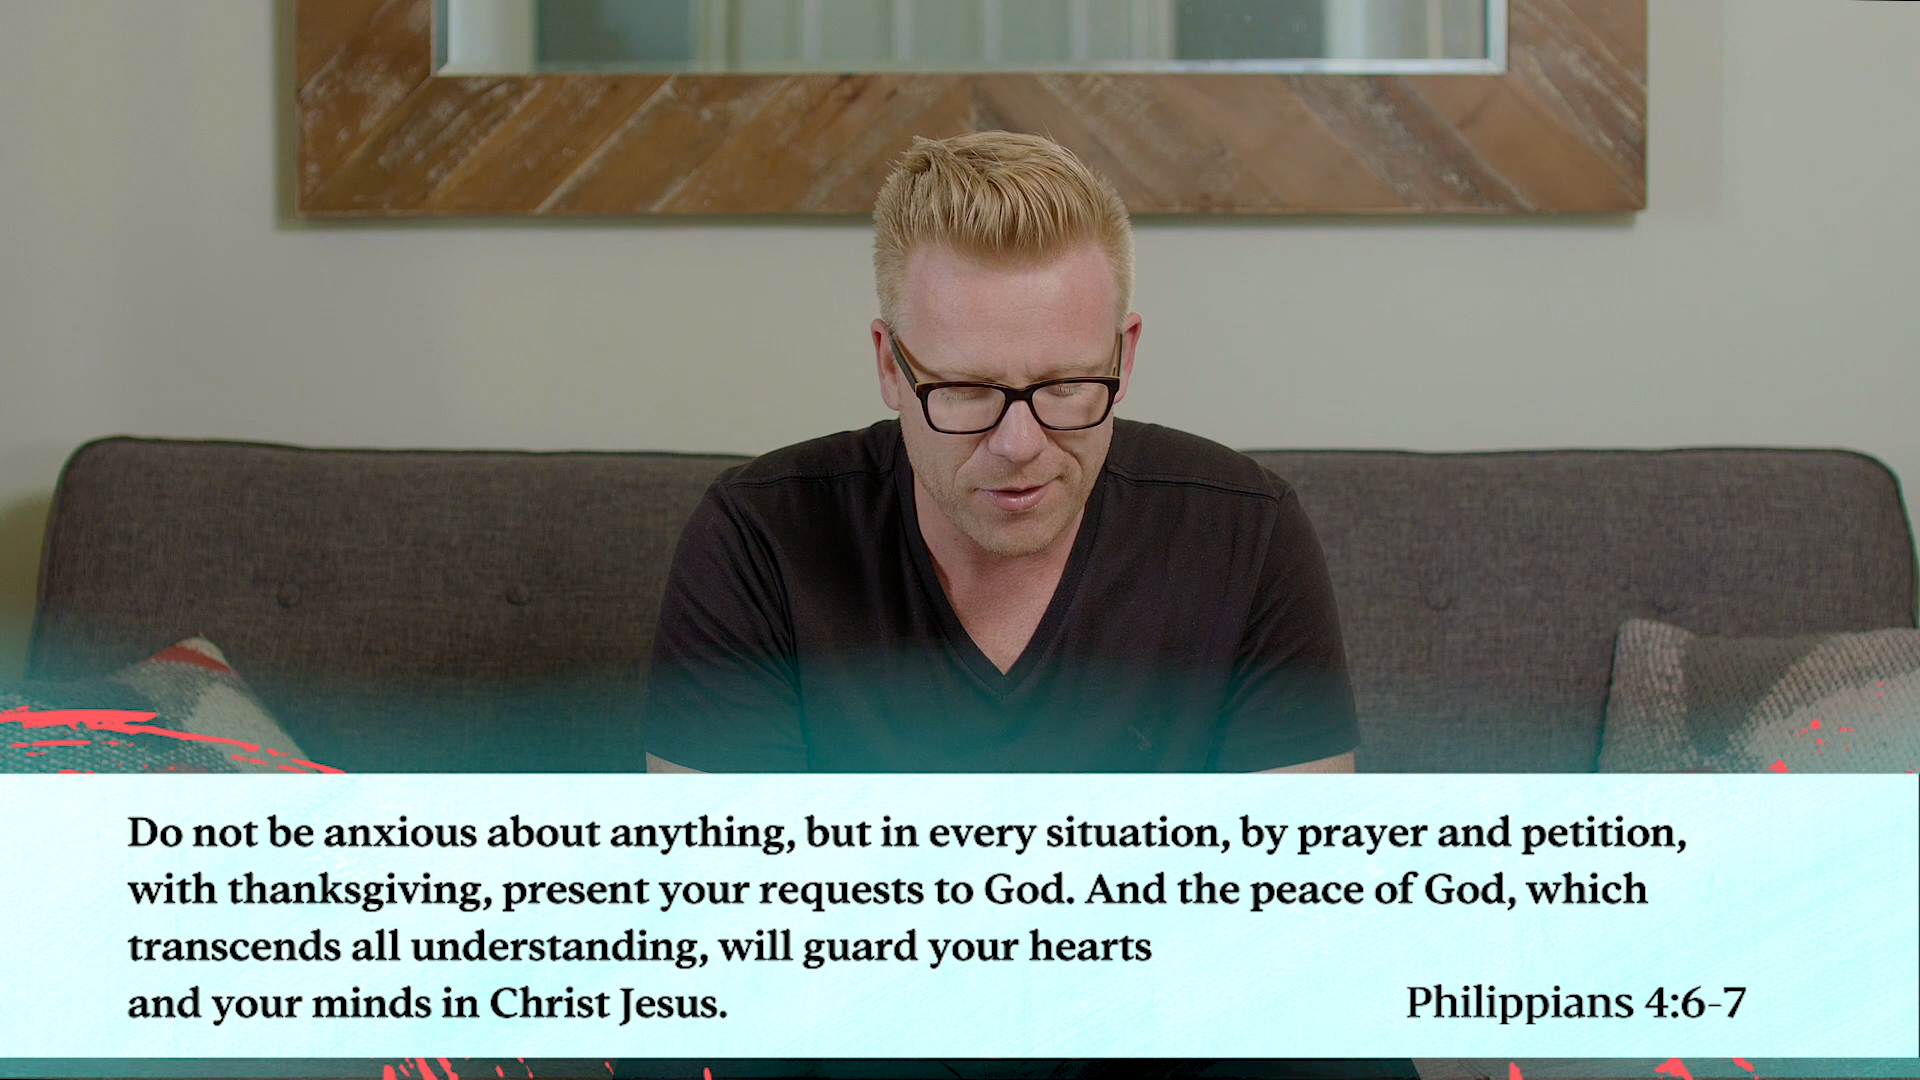 Do not be anxious about anything, but in every situation, by prayer and petition,
with thanksgiving, present your requests to God. And the peace of God, which
transcends all understanding, will guard your hearts
and your minds in Christ Jesus.
Philippians 4:6-7